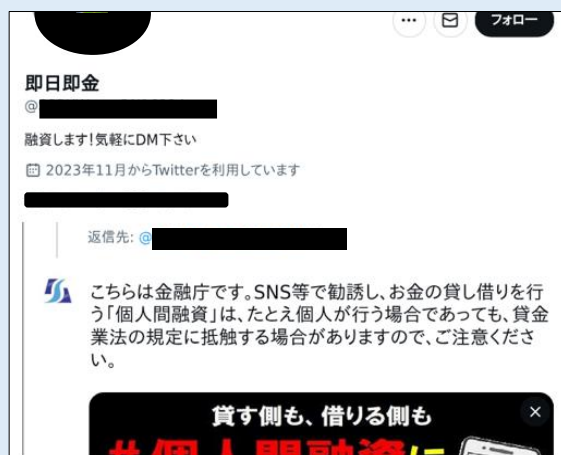 フォロー
即日即金
@
融資します!気軽にDM下さい
2023年11月からTwitterを利用しています
返信先: @
こちらは金融庁です。SNS等で勧誘し、お金の貸し借りを行
う「個人間融資」は、たとえ個人が行う場合であっても、貸金
業法の規定に抵触する場合がありますので、ご注意くださ
い。
貸す側も、借りる側も
#個人間融資に